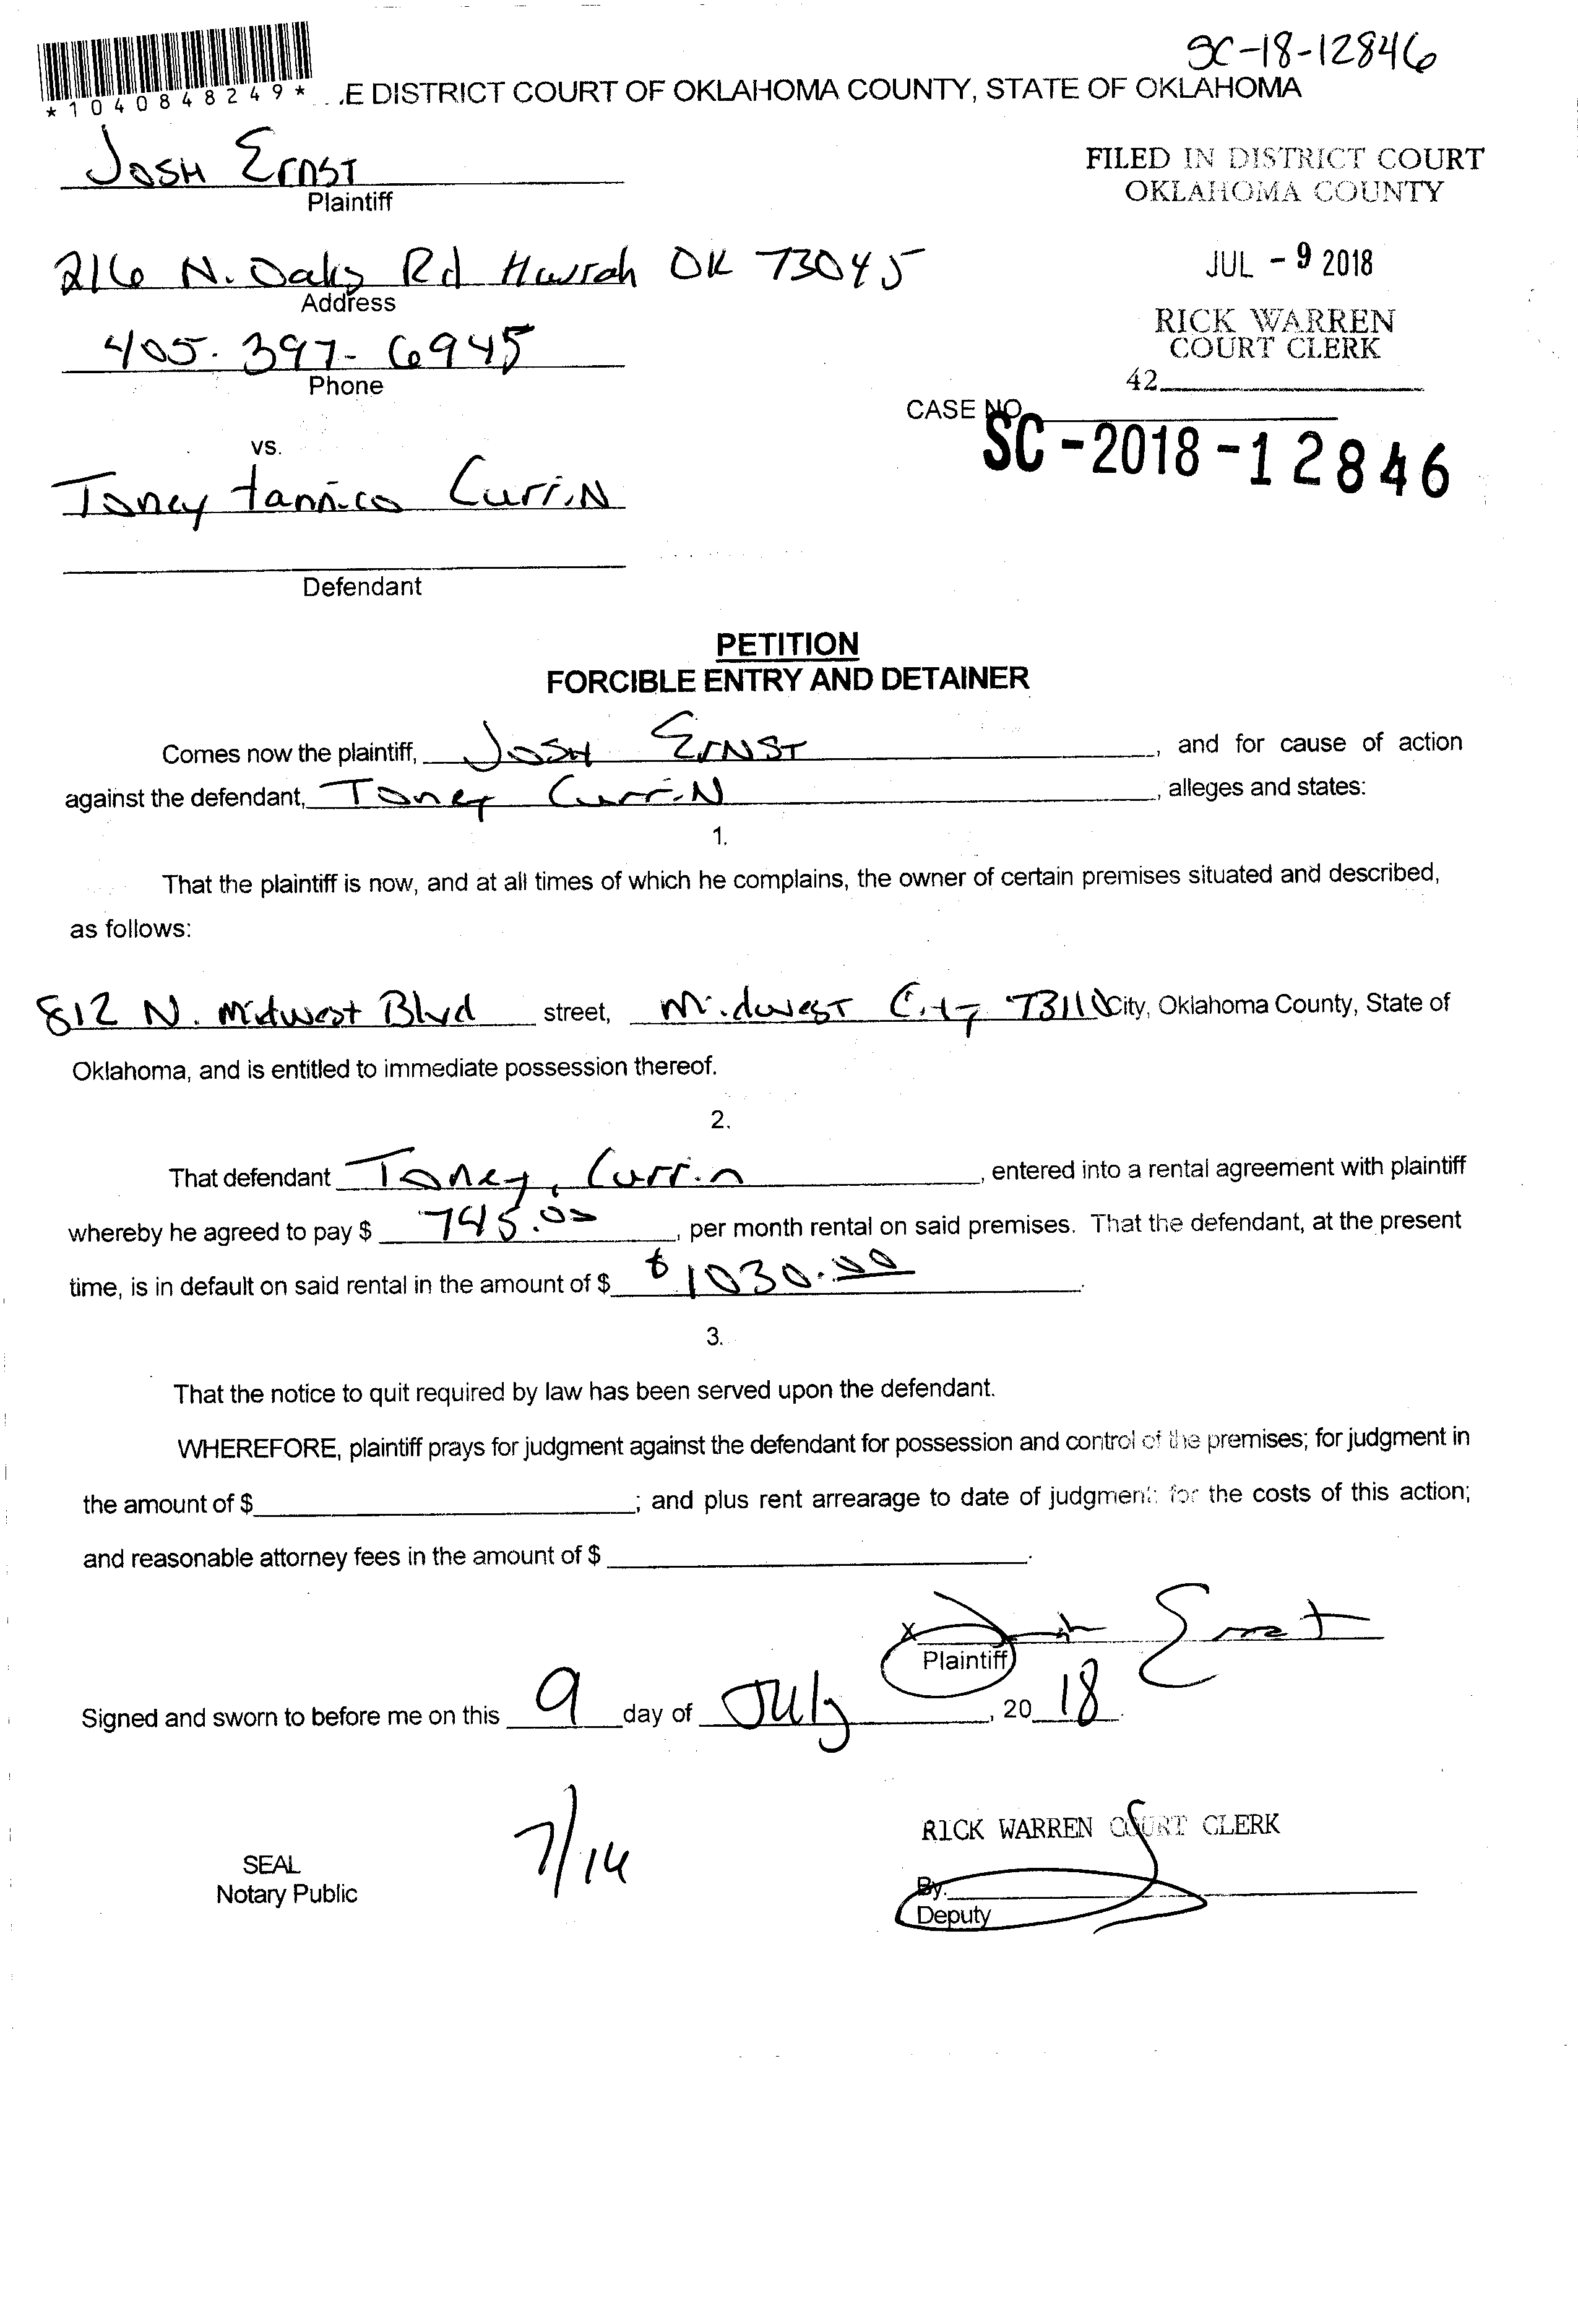 SC-18-12846
*1040848249* .E DISTRICT COURT OF OKLAHOMA COUNTY, STATE OF OKLAHOMA
Josh Ernst
Plaintiff
FILED IN DISTRICT COURT
OKLAHOMA COUNTY
216 N. Oaks Rd Harrah OK 73045
Address
JUL - 9 2018
405-397-6945
Phone
RICK WARREN
COURT CLERK
42
CASE NO.
SC-2018-12846
vs.
Toney tannico Currin
Defendant
PETITION
FORCIBLE ENTRY AND DETAINER
Comes now the plaintiff, Josh Ernst, and for cause of action
against the defendant, Toney Currin, alleges and states:
1.
That the plaintiff is now, and at all times of which he complains, the owner of certain premises situated and described,
as follows:
812 N. Midwest Blvd street, Midwest City 73110 City, Oklahoma County, State of
Oklahoma, and is entitled to immediate possession thereof.
2.
That defendant Toney, Currin, entered into a rental agreement with plaintiff
whereby he agreed to pay $ 745.00, per month rental on said premises. That the defendant, at the present
time, is in default on said rental in the amount of $ $1030.00.
3.
That the notice to quit required by law has been served upon the defendant.
WHEREFORE, plaintiff prays for judgment against the defendant for possession and control of the premises; for judgment in
the amount of $ ; and plus rent arrearage to date of judgment; for the costs of this action;
and reasonable attorney fees in the amount of $ .
x Josh Ernst
Plaintiff
Signed and sworn to before me on this 9 day of July, 2018.
7/16
RICK WARREN COURT CLERK
SEAL
Notary Public
By.
Deputy